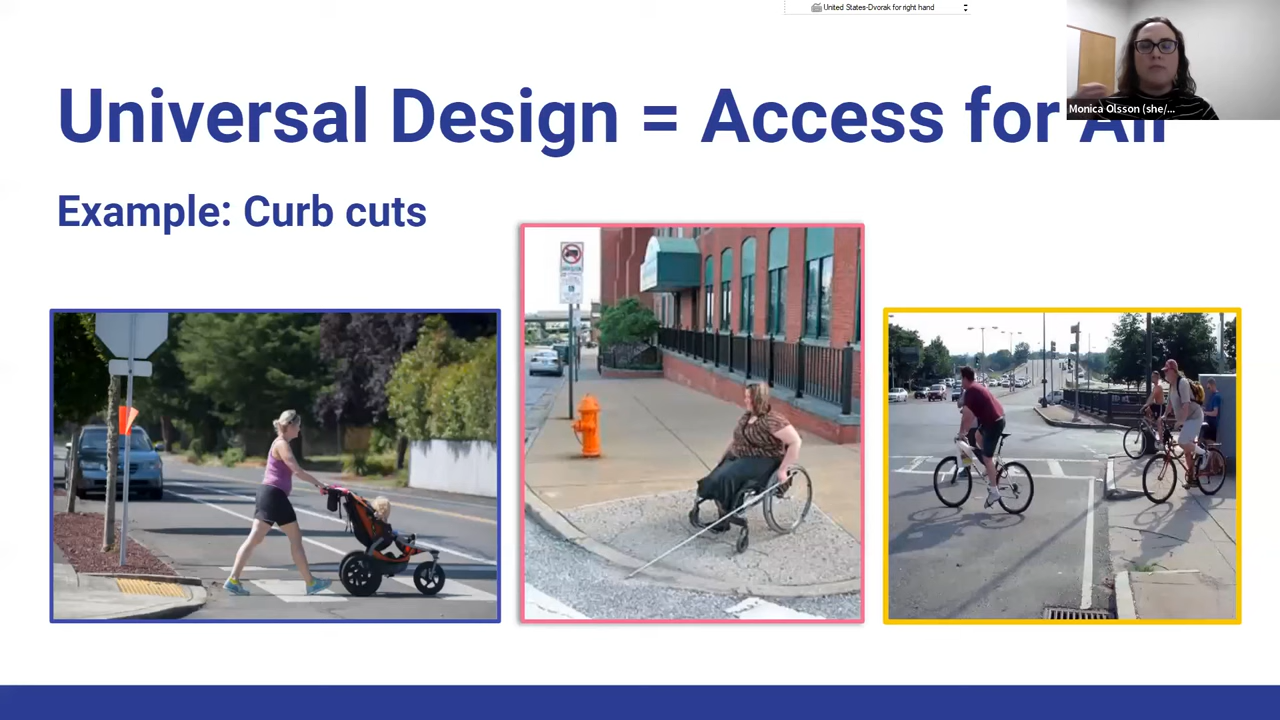 United States-Dvorak for right hand
Monica Olsson (she/...
Universal Design = Access for All
Example: Curb cuts